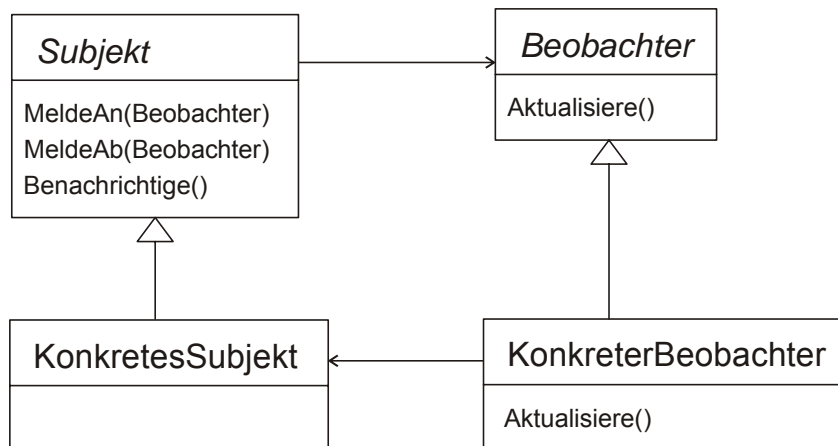 Subjekt
MeldeAn(Beobachter)
MeldeAb(Beobachter)
Benachrichtige()
Beobachter
Aktualisiere()
KonkretesSubjekt
KonkreterBeobachter
Aktualisiere()